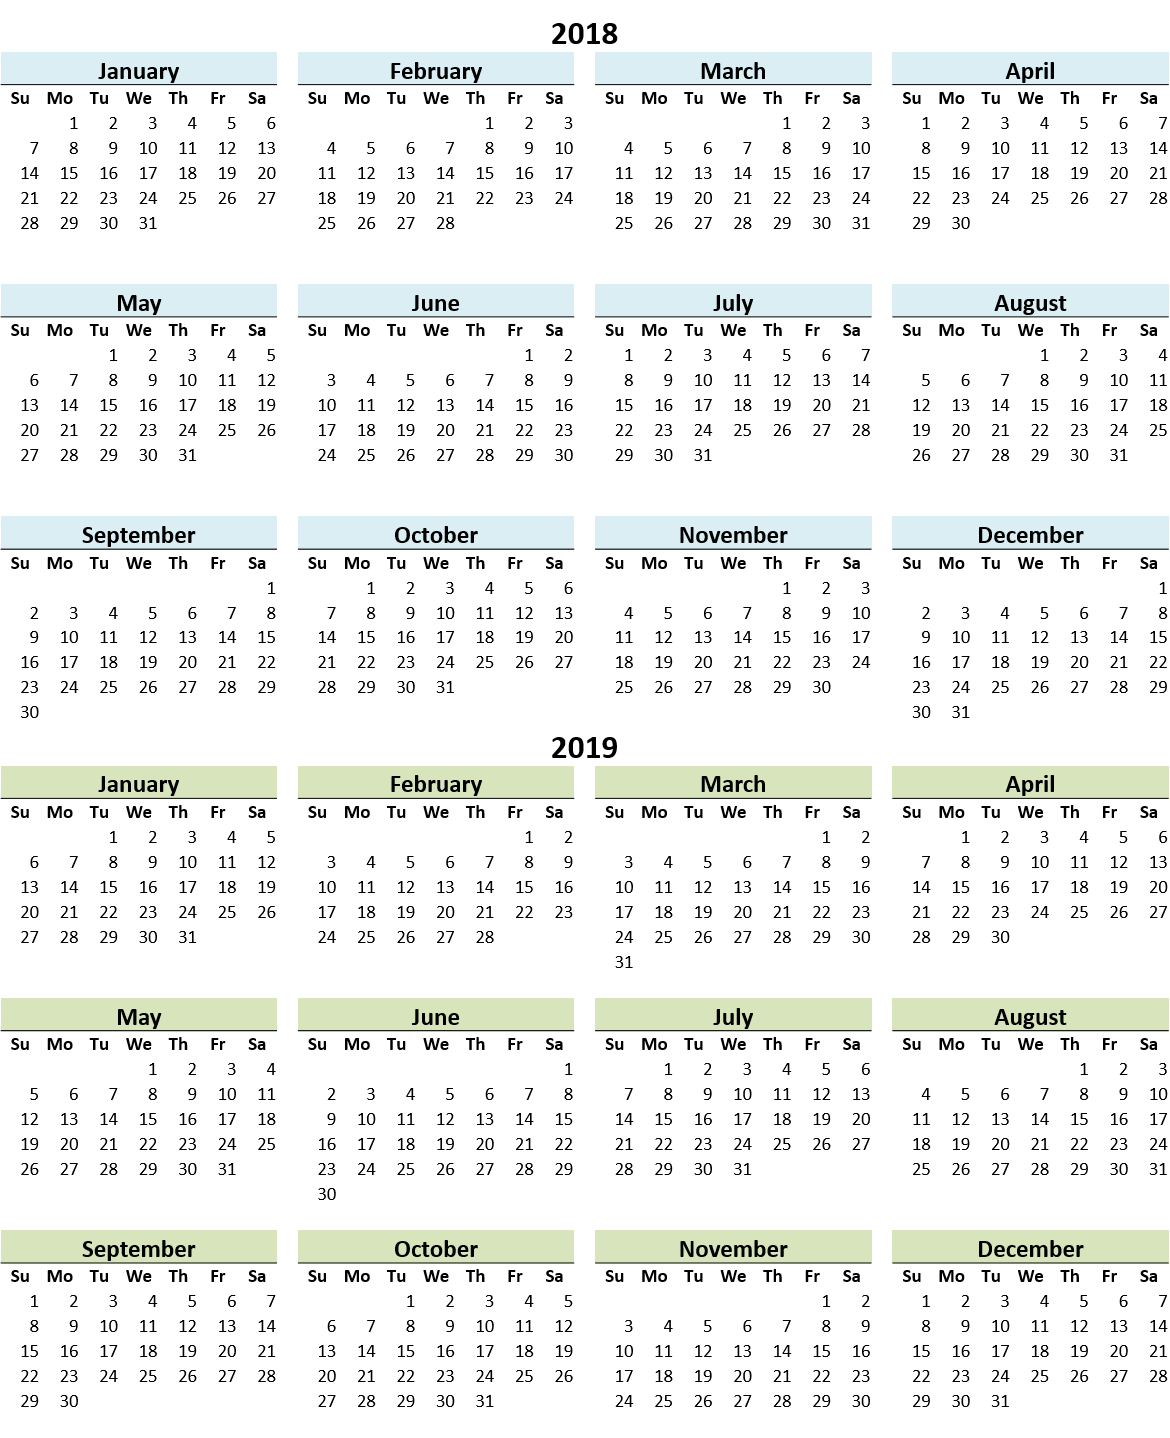 2018
January February March April
Su Mo Tu We Th Fr Sa Su Mo Tu We Th Fr Sa Su Mo Tu We Th Fr Sa Su Mo Tu We Th Fr Sa
1 2 3 4 5 6 1 2 3 1 2 3 1 2 3 4 5 6 7
7 8 9 10 11 12 13 4 5 6 7 8 9 10 4 5 6 7 8 9 10 8 9 10 11 12 13 14
14 15 16 17 18 19 20 11 12 13 14 15 16 17 11 12 13 14 15 16 17 15 16 17 18 19 20 21
21 22 23 24 25 26 27 18 19 20 21 22 23 24 18 19 20 21 22 23 24 22 23 24 25 26 27 28
28 29 30 31 25 26 27 28 25 26 27 28 29 30 31 29 30
May June July August
Su Mo Tu We Th Fr Sa Su Mo Tu We Th Fr Sa Su Mo Tu We Th Fr Sa Su Mo Tu We Th Fr Sa
1 2 3 4 5 1 2 1 2 3 4 5 6 7 1 2 3 4
6 7 8 9 10 11 12 3 4 5 6 7 8 9 8 9 10 11 12 13 14 5 6 7 8 9 10 11
13 14 15 16 17 18 19 10 11 12 13 14 15 16 15 16 17 18 19 20 21 12 13 14 15 16 17 18
20 21 22 23 24 25 26 17 18 19 20 21 22 23 22 23 24 25 26 27 28 19 20 21 22 23 24 25
27 28 29 30 31 24 25 26 27 28 29 30 29 30 31 26 27 28 29 30 31
September October November December
Su Mo Tu We Th Fr Sa Su Mo Tu We Th Fr Sa Su Mo Tu We Th Fr Sa Su Mo Tu We Th Fr Sa
1 1 2 3 4 5 6 1 2 3 1
2 3 4 5 6 7 8 7 8 9 10 11 12 13 4 5 6 7 8 9 10 2 3 4 5 6 7 8
9 10 11 12 13 14 15 14 15 16 17 18 19 20 11 12 13 14 15 16 17 9 10 11 12 13 14 15
16 17 18 19 20 21 22 21 22 23 24 25 26 27 18 19 20 21 22 23 24 16 17 18 19 20 21 22
23 24 25 26 27 28 29 28 29 30 31 25 26 27 28 29 30 23 24 25 26 27 28 29
30 30 31
2019
January February March April
Su Mo Tu We Th Fr Sa Su Mo Tu We Th Fr Sa Su Mo Tu We Th Fr Sa Su Mo Tu We Th Fr Sa
1 2 3 4 5 1 2 1 2 1 2 3 4 5 6
6 7 8 9 10 11 12 3 4 5 6 7 8 9 3 4 5 6 7 8 9 7 8 9 10 11 12 13
13 14 15 16 17 18 19 10 11 12 13 14 15 16 10 11 12 13 14 15 16 14 15 16 17 18 19 20
20 21 22 23 24 25 26 17 18 19 20 21 22 23 17 18 19 20 21 22 23 21 22 23 24 25 26 27
27 28 29 30 31 24 25 26 27 28 24 25 26 27 28 29 30 28 29 30
31
May June July August
Su Mo Tu We Th Fr Sa Su Mo Tu We Th Fr Sa Su Mo Tu We Th Fr Sa Su Mo Tu We Th Fr Sa
1 2 3 4 1 1 2 3 4 5 6 1 2 3
5 6 7 8 9 10 11 2 3 4 5 6 7 8 7 8 9 10 11 12 13 4 5 6 7 8 9 10
12 13 14 15 16 17 18 9 10 11 12 13 14 15 14 15 16 17 18 19 20 11 12 13 14 15 16 17
19 20 21 22 23 24 25 16 17 18 19 20 21 22 21 22 23 24 25 26 27 18 19 20 21 22 23 24
26 27 28 29 30 31 23 24 25 26 27 28 29 28 29 30 31 25 26 27 28 29 30 31
30
September October November December
Su Mo Tu We Th Fr Sa Su Mo Tu We Th Fr Sa Su Mo Tu We Th Fr Sa Su Mo Tu We Th Fr Sa
1 2 3 4 5 6 7 1 2 3 4 5 1 2 1 2 3 4 5 6 7
8 9 10 11 12 13 14 6 7 8 9 10 11 12 3 4 5 6 7 8 9 8 9 10 11 12 13 14
15 16 17 18 19 20 21 13 14 15 16 17 18 19 10 11 12 13 14 15 16 15 16 17 18 19 20 21
22 23 24 25 26 27 28 20 21 22 23 24 25 26 17 18 19 20 21 22 23 22 23 24 25 26 27 28
29 30 27 28 29 30 31 24 25 26 27 28 29 30 29 30 31